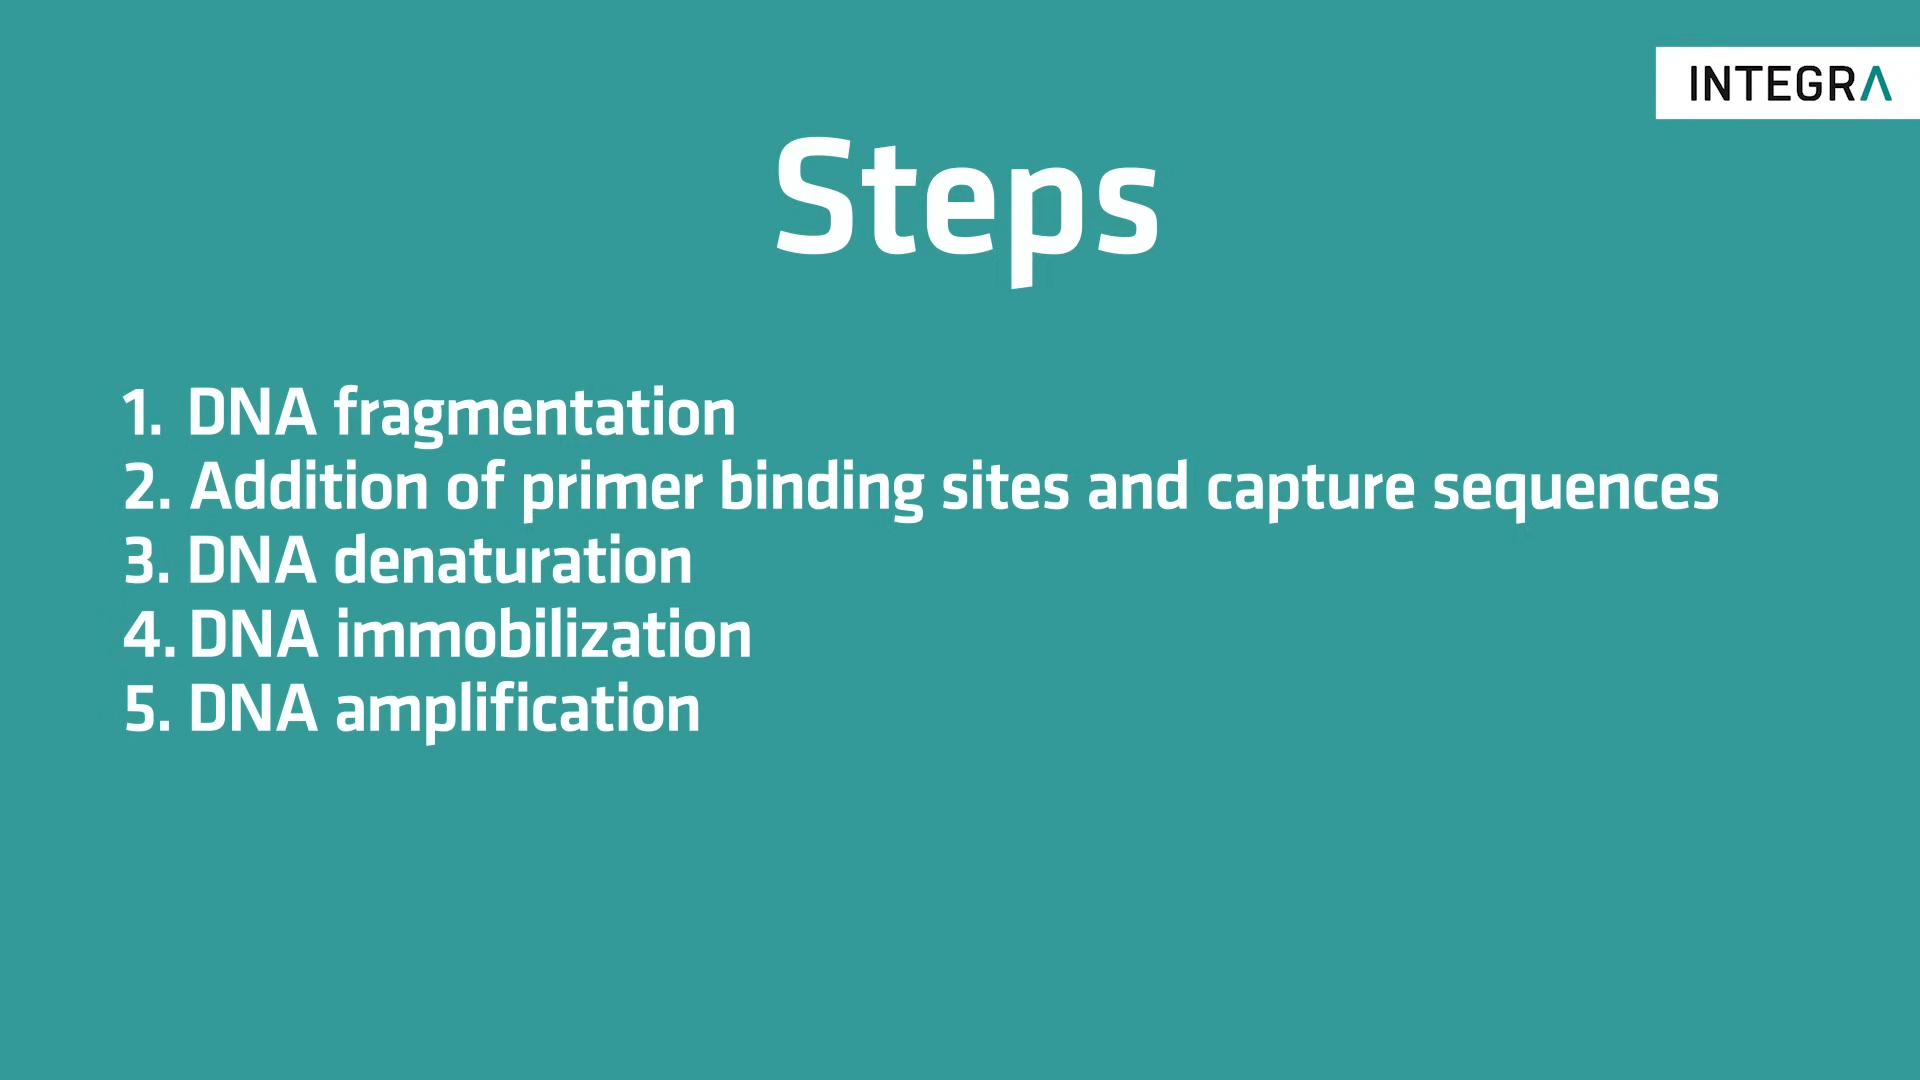 INTEGRA
Steps
1. DNA fragmentation
2. Addition of primer binding sites and capture sequences
3. DNA denaturation
4. DNA immobilization
5. DNA amplification